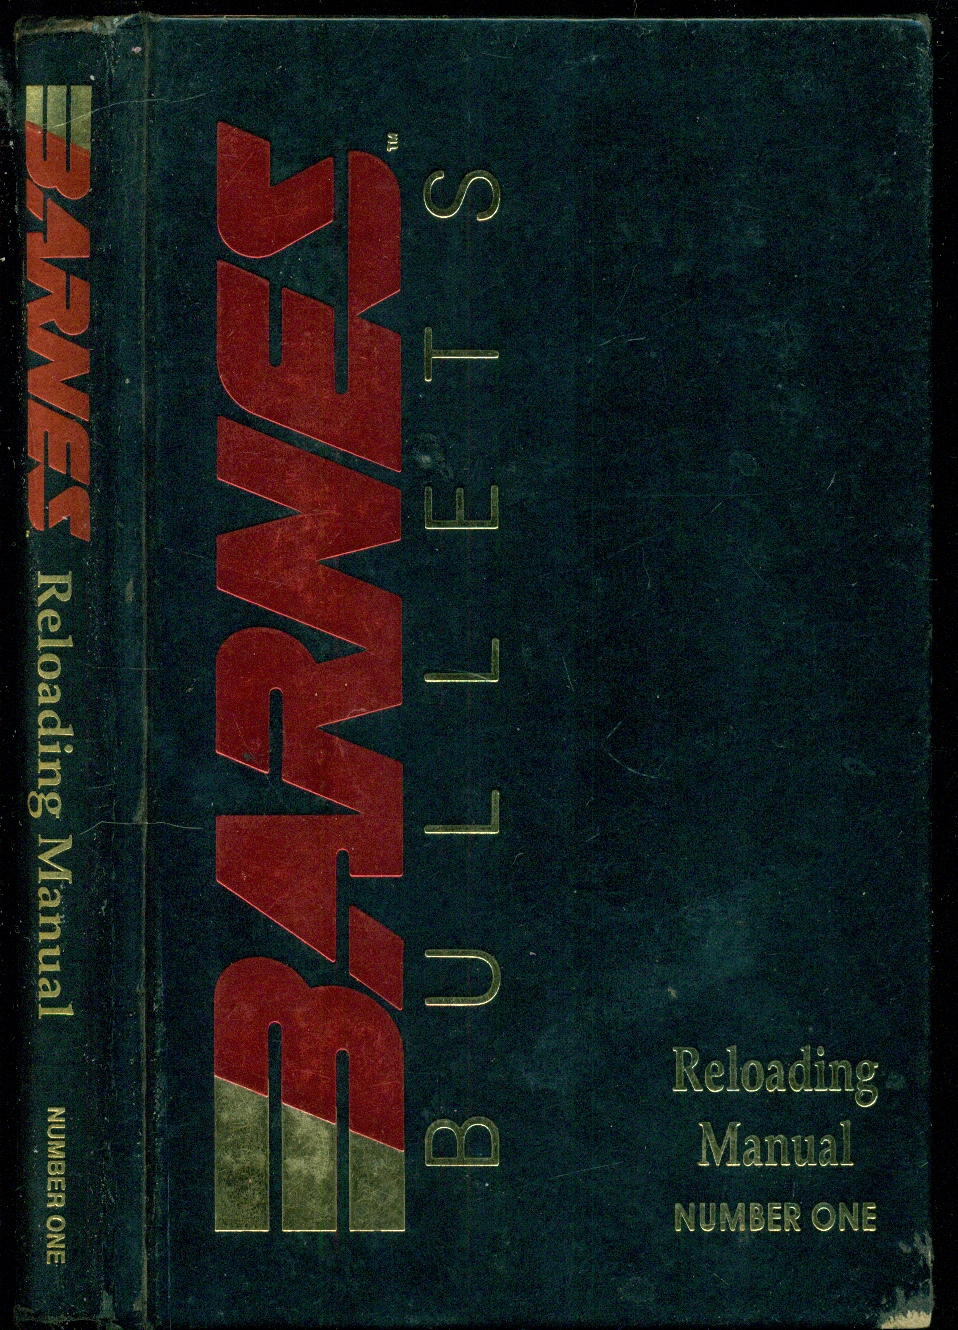 BARNES
Reloading Manual
NUMBER ONE
BARNES™
BULLETS
Reloading
Manual
NUMBER ONE